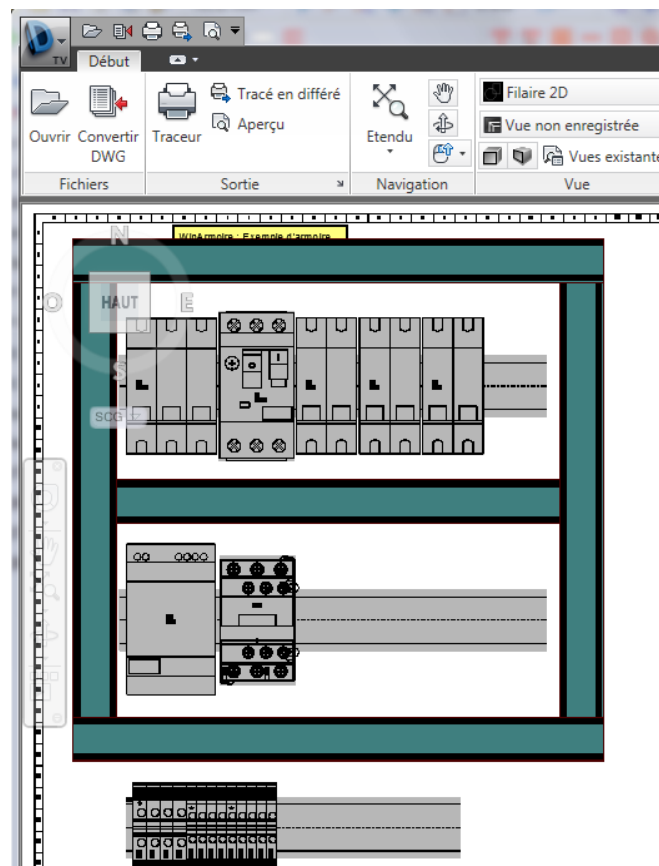 TV
Début
Ouvrir
Convertir
DWG
Traceur
Tracé en différé
Aperçu
Etendu
Filaire 2D
Vue non enregistrée
Vues existante
Fichiers
Sortie
Navigation
Vue
WinArmoire : Exemple d'armoire
N
O
HAUT
E
S
SCG